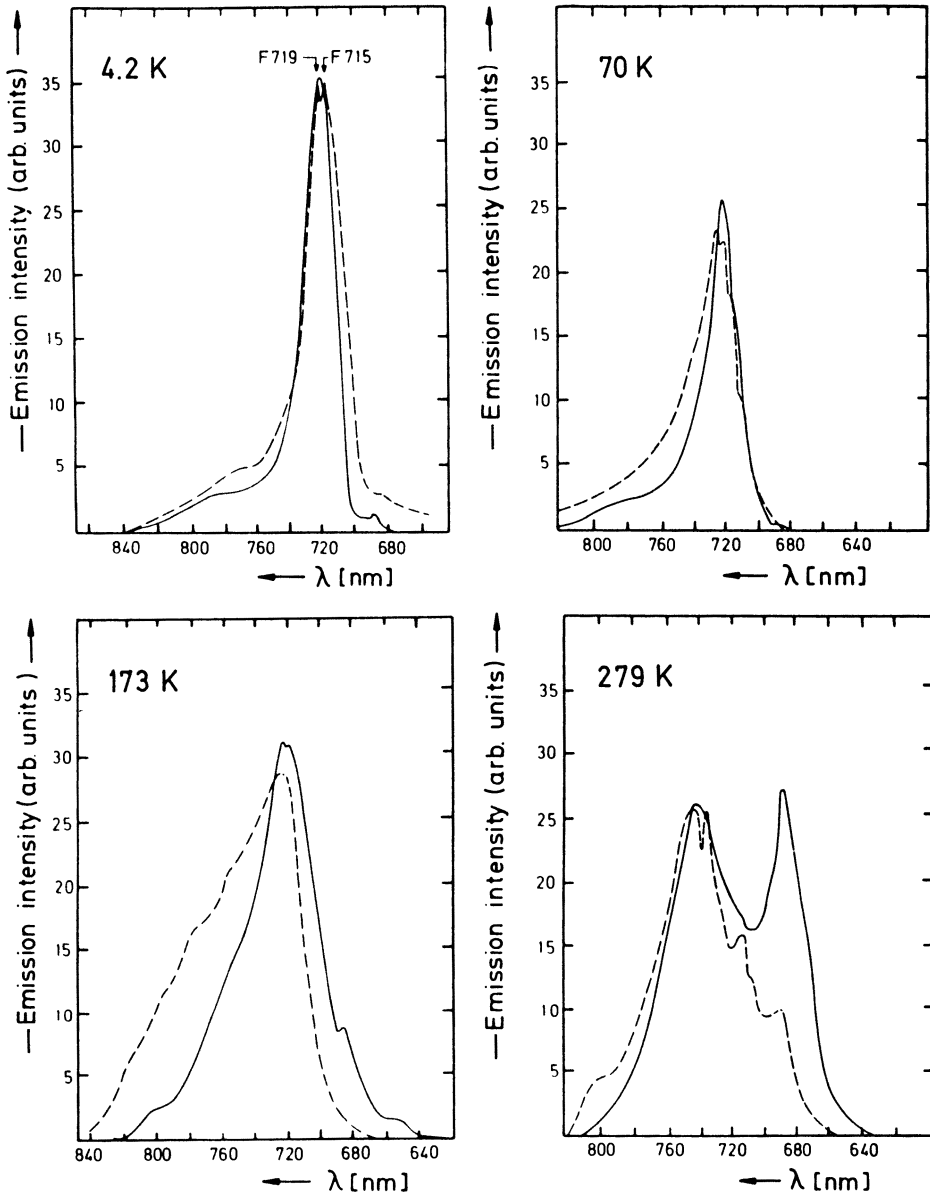 4.2 K
F 719 F 715
— Emission intensity (arb. units) →
35
30
25
20
15
10
5
840 800 760 720 680
← λ [nm]
70 K
— Emission intensity (arb. units) →
35
30
25
20
15
10
5
800 760 720 680 640
← λ [nm]
173 K
— Emission intensity (arb. units) →
35
30
25
20
15
10
5
840 800 760 720 680 640
← λ [nm]
279 K
— Emission intensity (arb. units) →
35
30
25
20
15
10
5
800 760 720 680 640
← λ [nm]